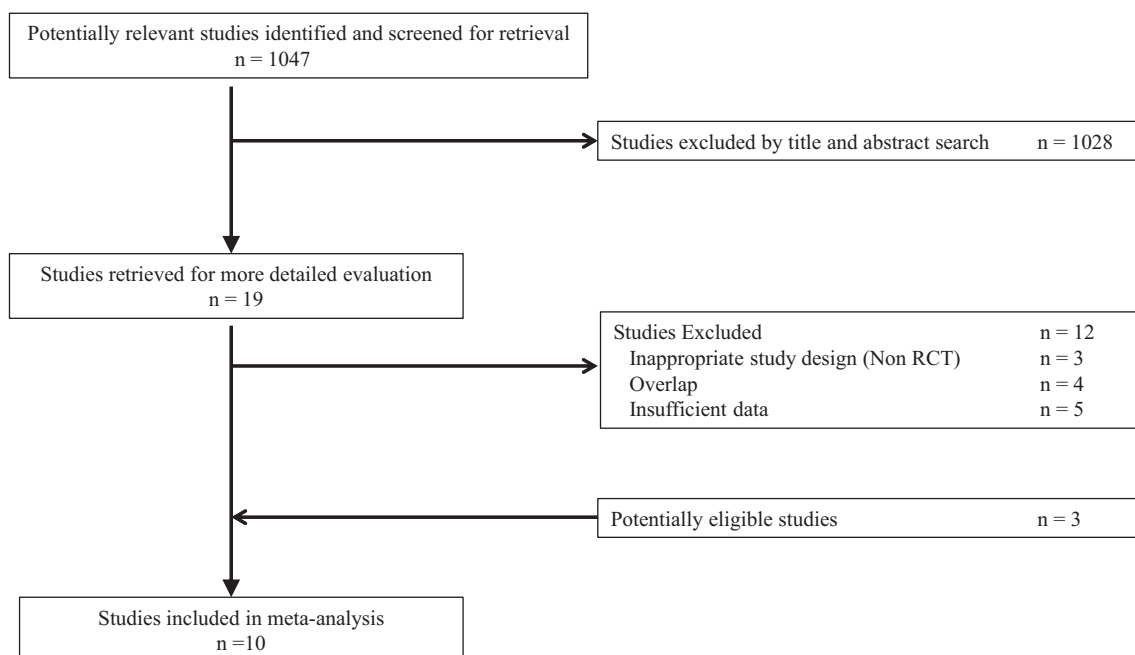 Potentially relevant studies identified and screened for retrieval
n = 1047
Studies excluded by title and abstract search n = 1028
Studies retrieved for more detailed evaluation
n = 19
Studies Excluded n = 12
Inappropriate study design (Non RCT) n = 3
Overlap n = 4
Insufficient data n = 5
Potentially eligible studies n = 3
Studies included in meta-analysis
n =10